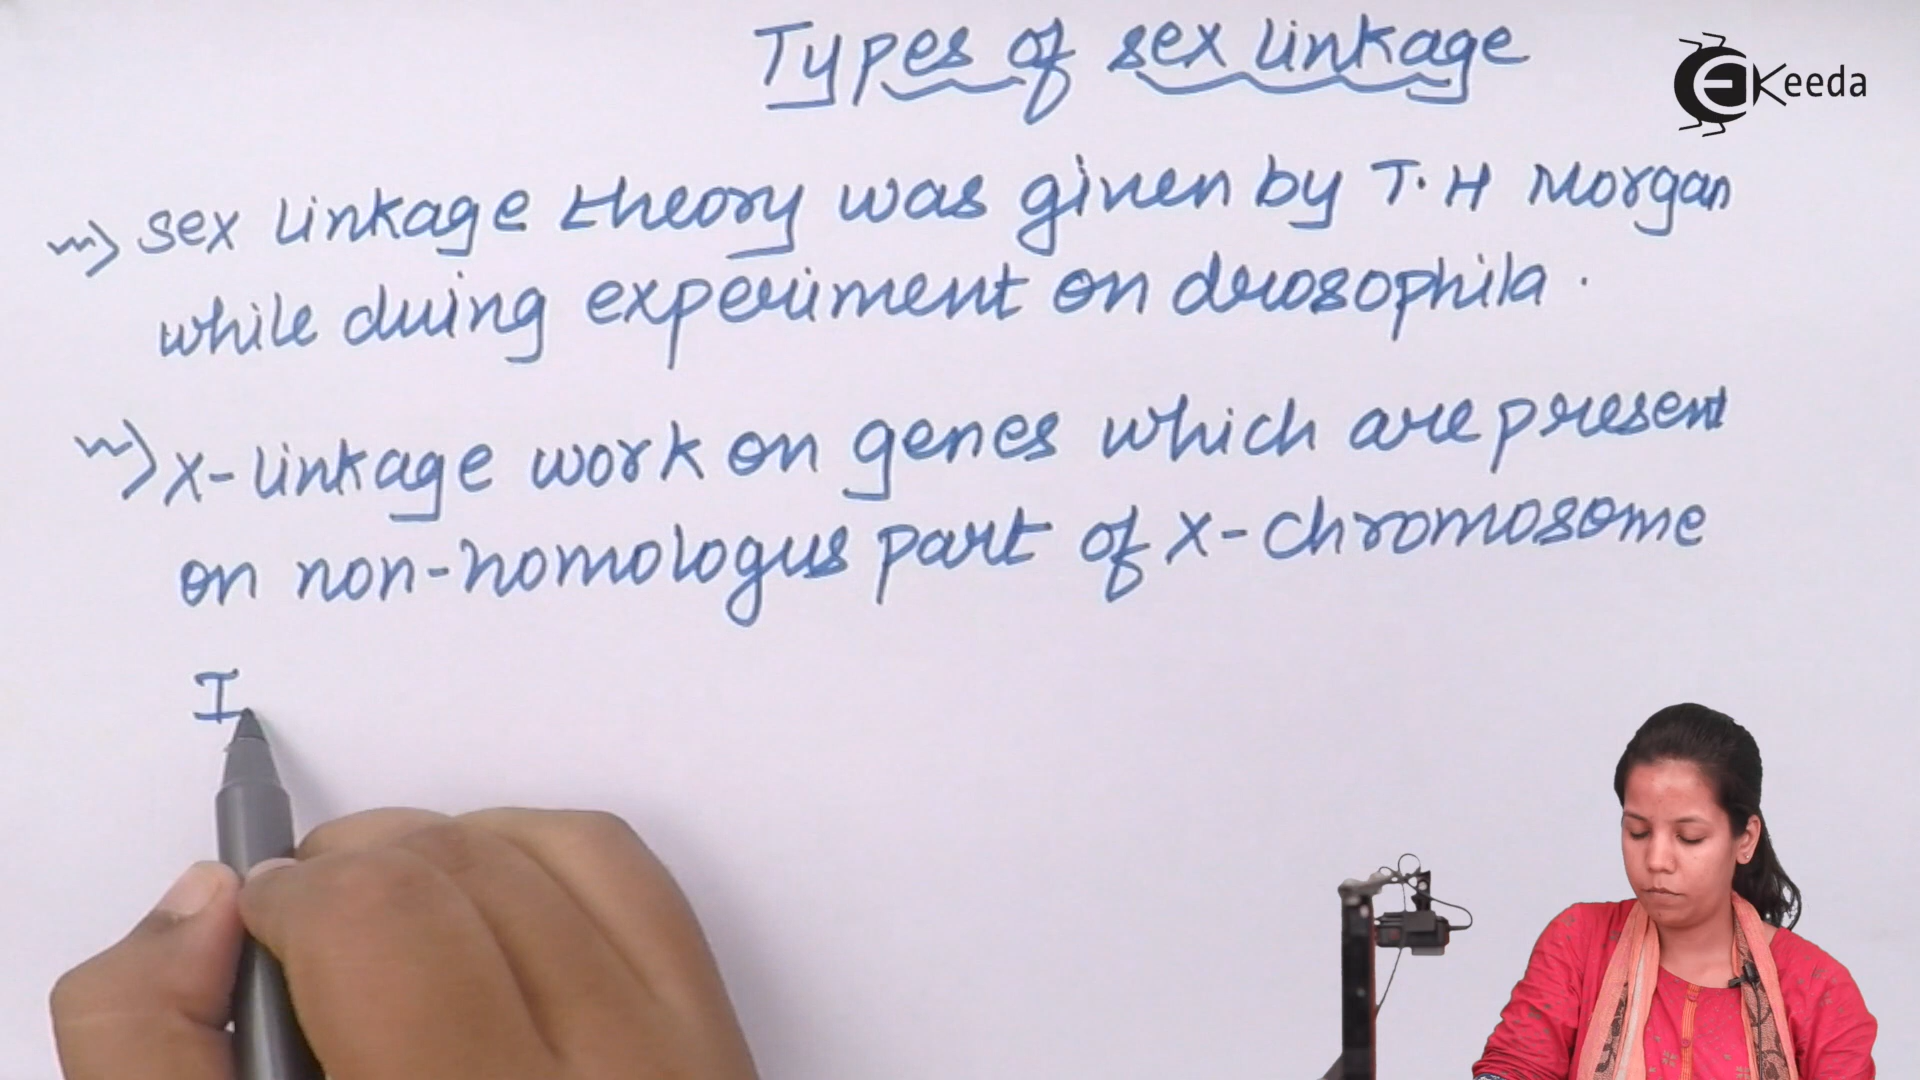 Types of sex linkage
EKeeda
sex linkage theory was given by T.H Morgan
while duing experiment on drosophila.
X-linkage work on genes which are present
on non-homologus part of X-chromosome
I